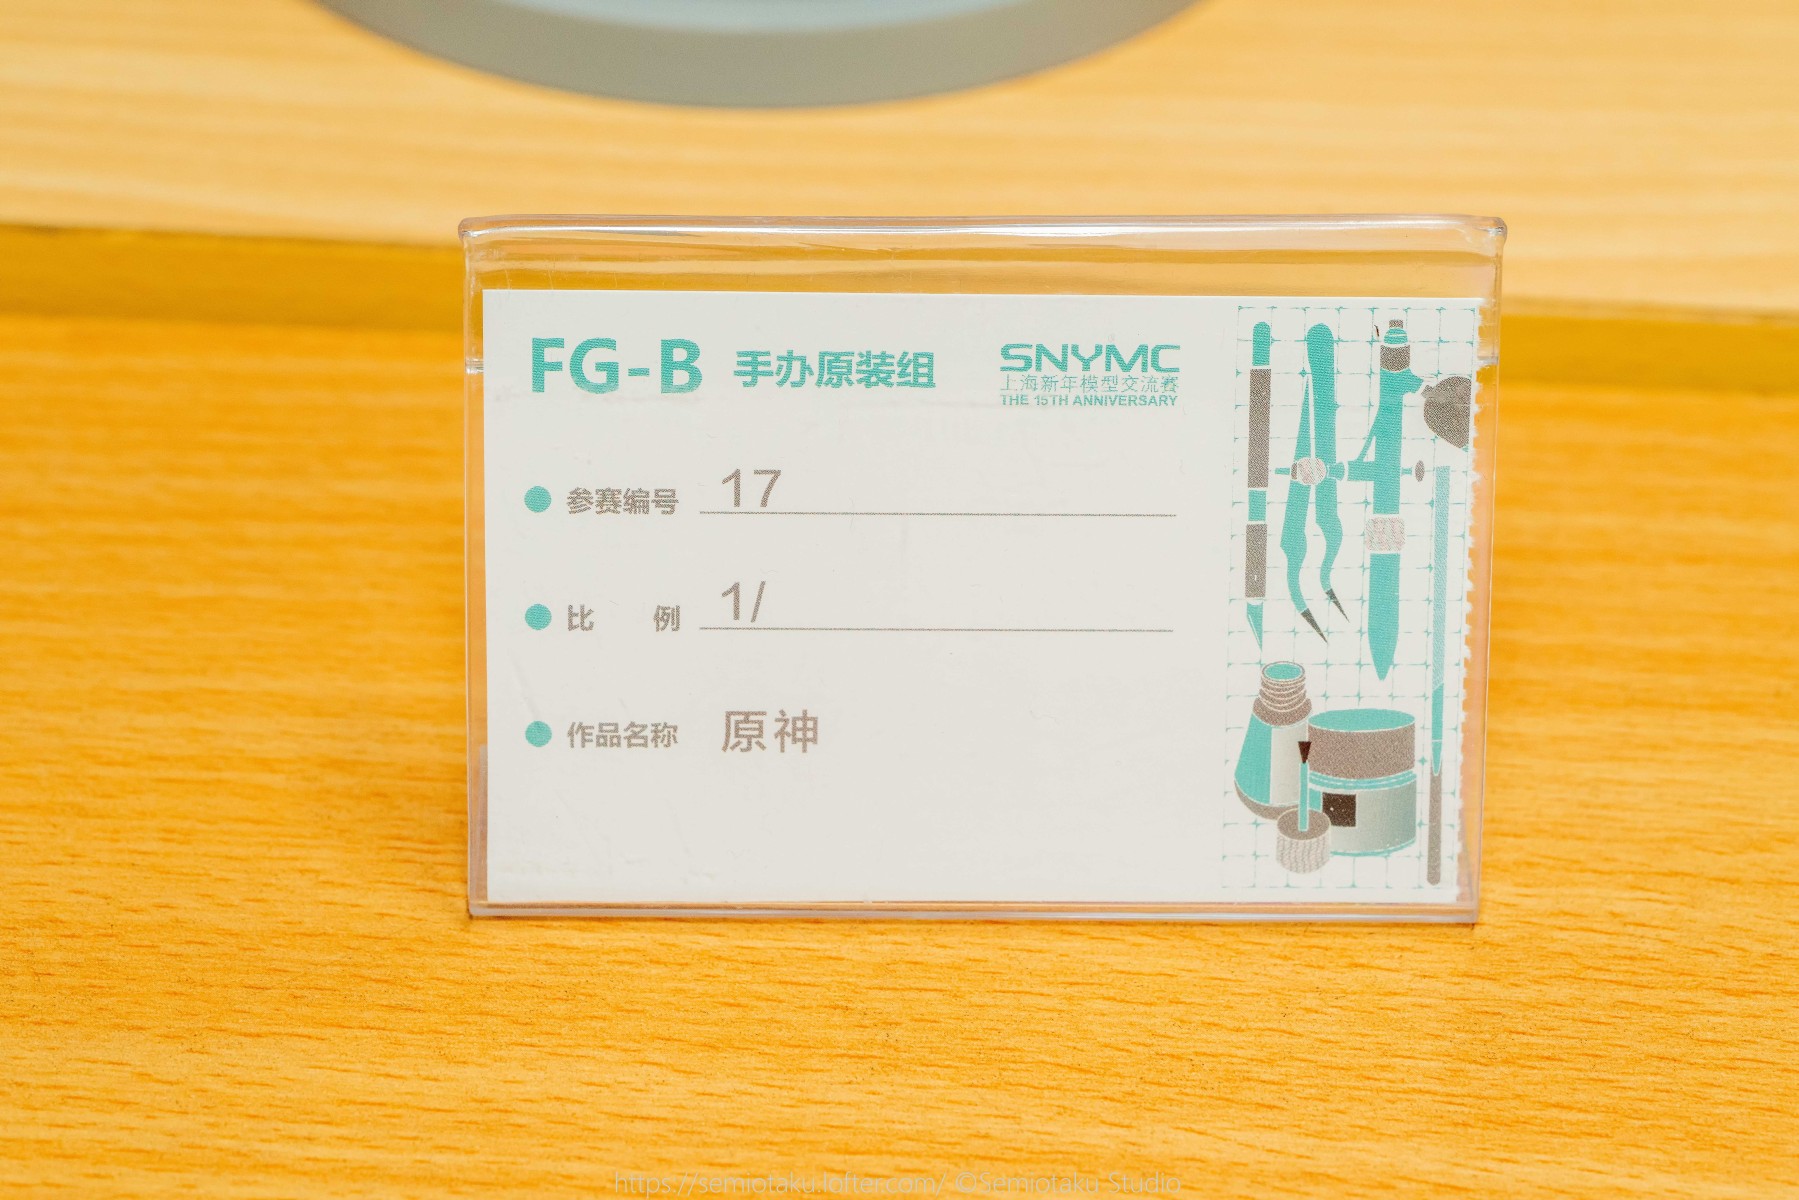 FG-B 手办原装组
SNYMC
上海新年模型交流赛
THE 15TH ANNIVERSARY
参赛编号 17
比 例 1/
作品名称 原神
https://semiotaku.lofter.com/ ©Semiotaku Studio